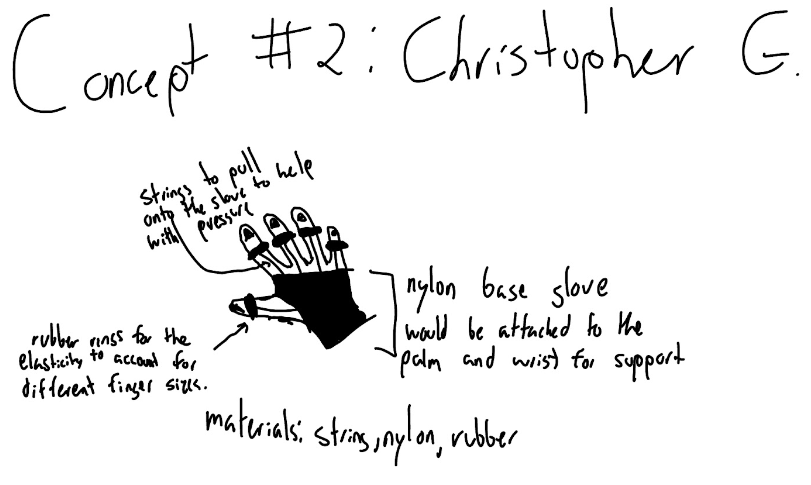 Concept #2: Christopher G.
strings to pull
onto the glove to help
with pressure
nylon base glove
would be attached to the
palm and wrist for support
rubber rings for the
elasticity to account for
different finger sizes.
materials: string, nylon, rubber